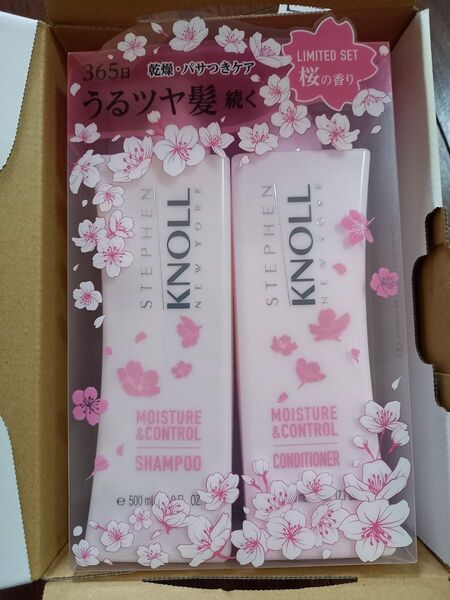 365日
乾燥・パサつきケア
うるツヤ髪 続く
LIMITED SET
桜の香り
STEPHEN
KNOLL
NEW YORK
MOISTURE
&CONTROL
SHAMPOO
℮ 500 ml
STEPHEN
KNOLL
NEW YORK
MOISTURE
&CONTROL
CONDITIONER